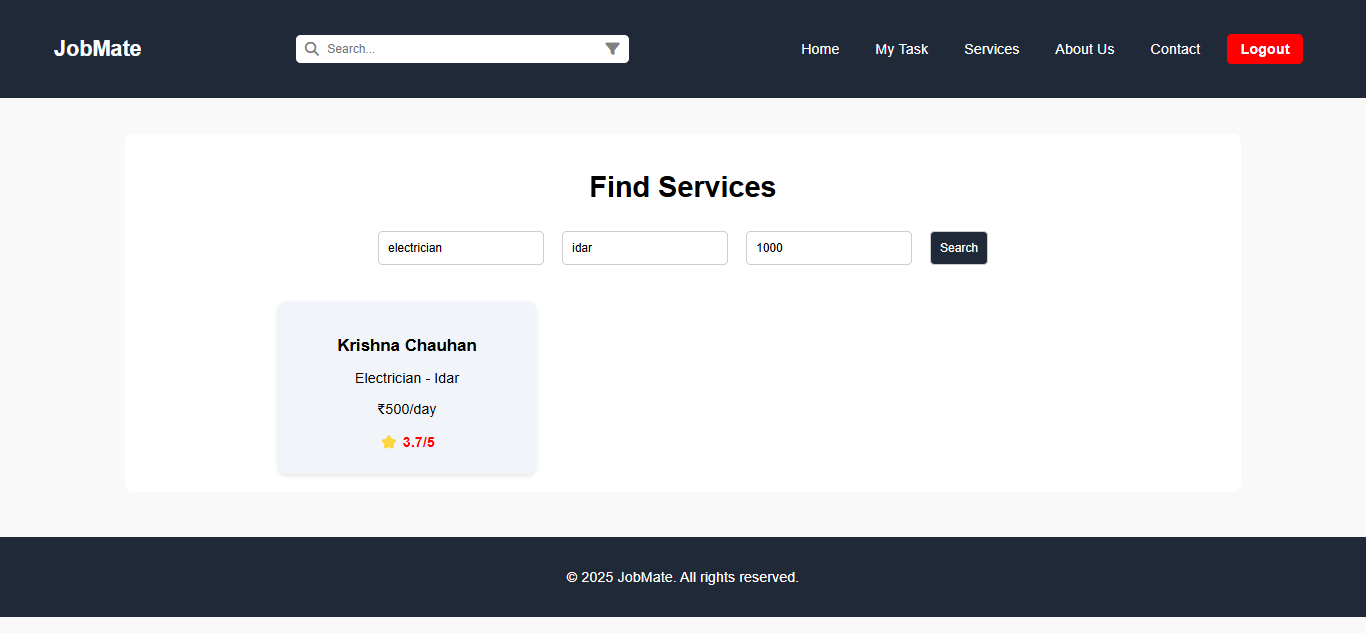 JobMate
Search...
Home
My Task
Services
About Us
Contact
Logout
Find Services
electrician
idar
1000
Search
Krishna Chauhan
Electrician - Idar
₹500/day
3.7/5
© 2025 JobMate. All rights reserved.